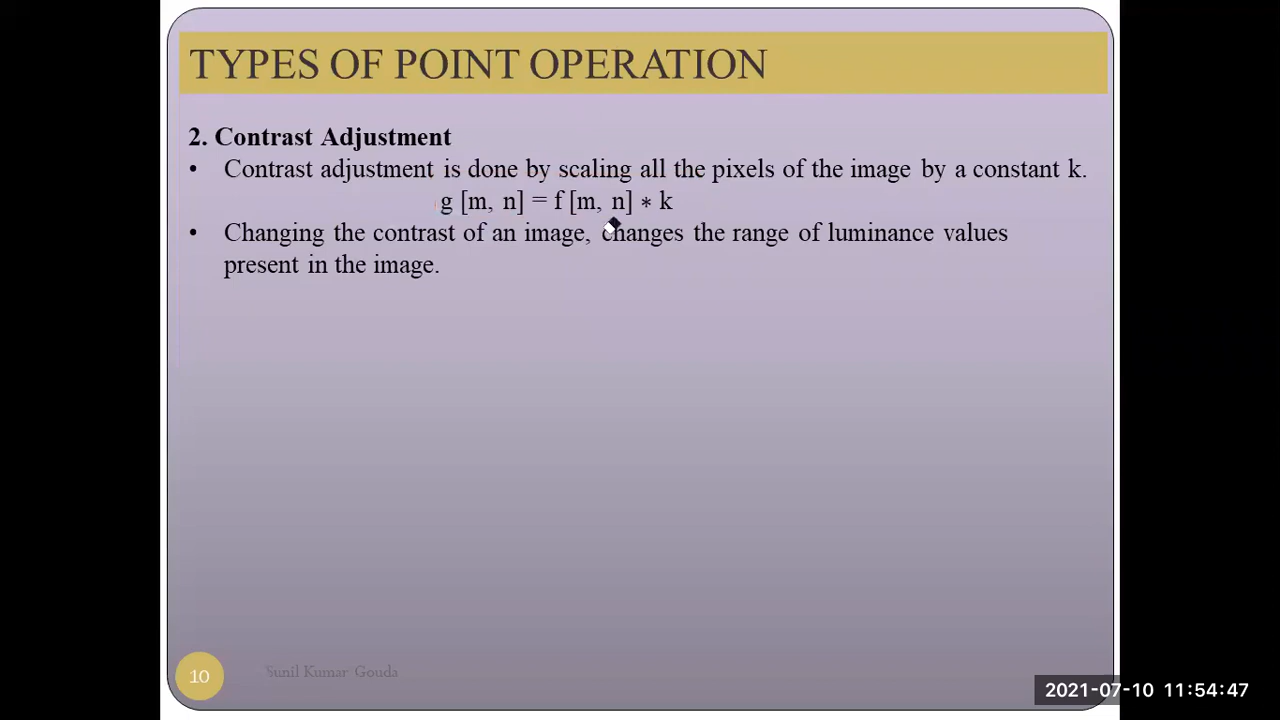 TYPES OF POINT OPERATION
2. Contrast Adjustment
• Contrast adjustment is done by scaling all the pixels of the image by a constant k.
g [m, n] = f [m, n] * k
• Changing the contrast of an image, changes the range of luminance values
present in the image.
10
Sunil Kumar Gouda
2021-07-10 11:54:47